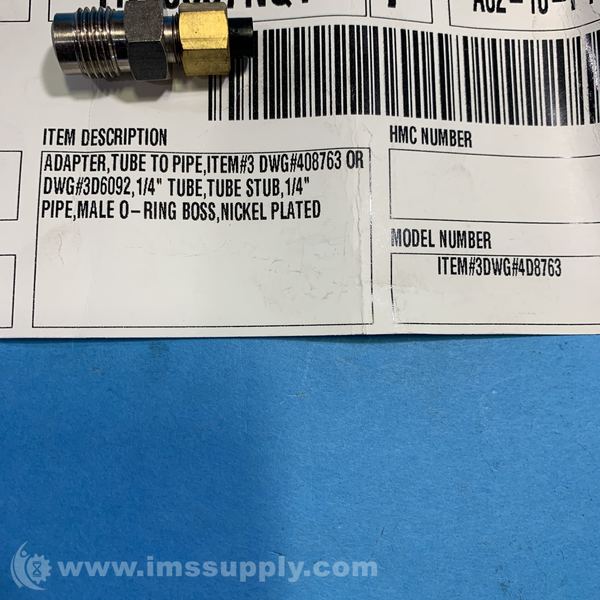 ITEM DESCRIPTION
ADAPTER,TUBE TO PIPE,ITEM#3 DWG#408763 OR
DWG#3D6092,1/4" TUBE,TUBE STUB,1/4"
PIPE,MALE O-RING BOSS,NICKEL PLATED
HMC NUMBER
MODEL NUMBER
ITEM#3DWG#4D8763
www.imssupply.com